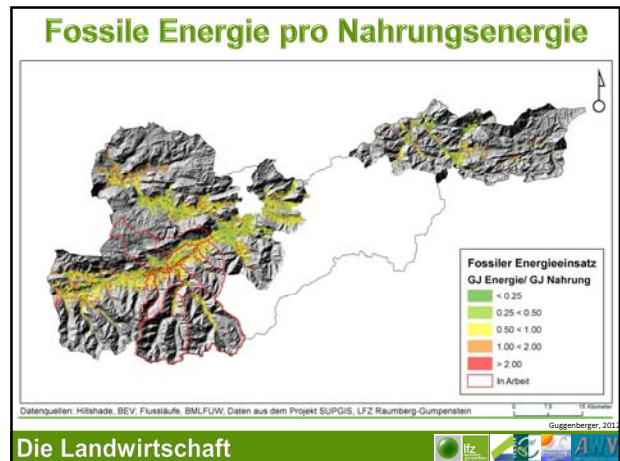 Fossile Energie pro Nahrungsenergie
Fossiler Energieeinsatz
GJ Energie/ GJ Nahrung
< 0.25
0.25 < 0.50
0.50 < 1.00
1.00 < 2.00
> 2.00
In Arbeit
Datenquellen: Hillshade, BEV; Flussläufe, BMLFUW; Daten aus dem Projekt SUPGIS, LFZ Raumberg-Gumpenstein
0 7,5 15 Kilometer
Guggenberger, 2012
Die Landwirtschaft
lfz
AWV